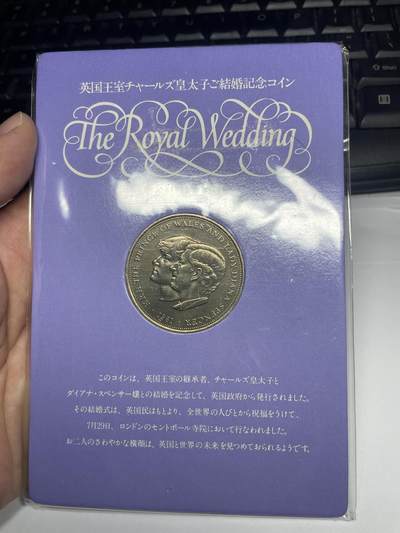 英国王室チャールズ皇太子ご結婚記念コイン
The Royal Wedding
H.R.H. THE PRINCE OF WALES AND LADY DIANA SPENCER 1981
このコインは、英国王室の継承者、チャールズ皇太子と
ダイアナ・スペンサー嬢との結婚を記念して、英国政府から発行されました。
その結婚式は、英国民はもとより、全世界の人びとから祝福をうけて、
7月29日、ロンドンのセントポール寺院において行なわれました。
お二人のさわやかな横顔は、英国と世界の未来を見つめておられるようです。